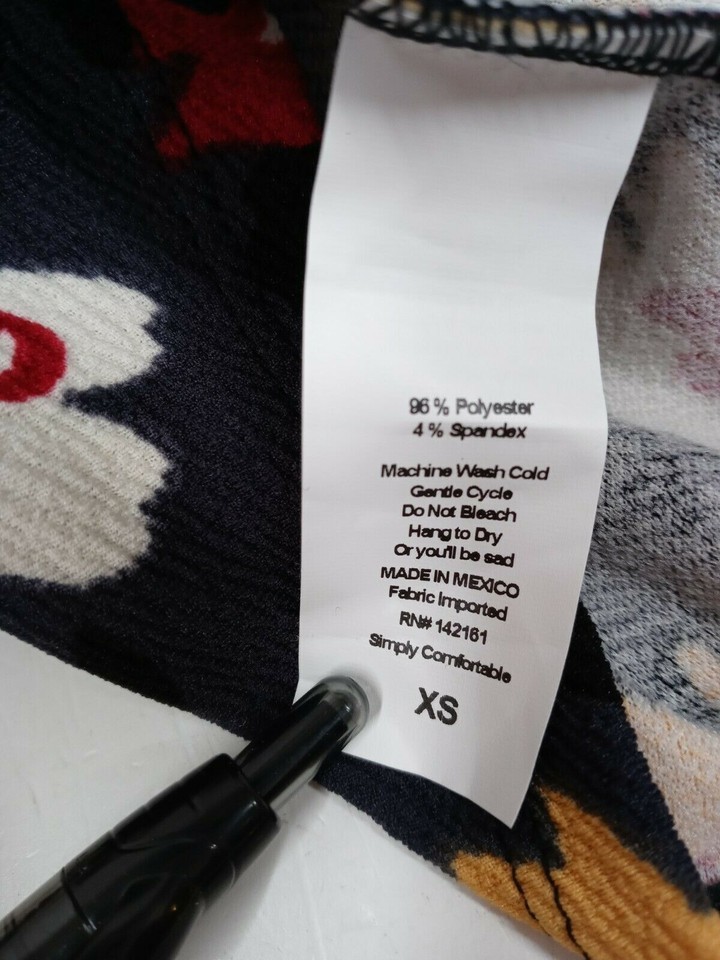 96 % Polyester
4 % Spandex
Machine Wash Cold
Gentle Cycle
Do Not Bleach
Hang to Dry
Or you'll be sad
MADE IN MEXICO
Fabric Imported
RN# 142161
Simply Comfortable
XS